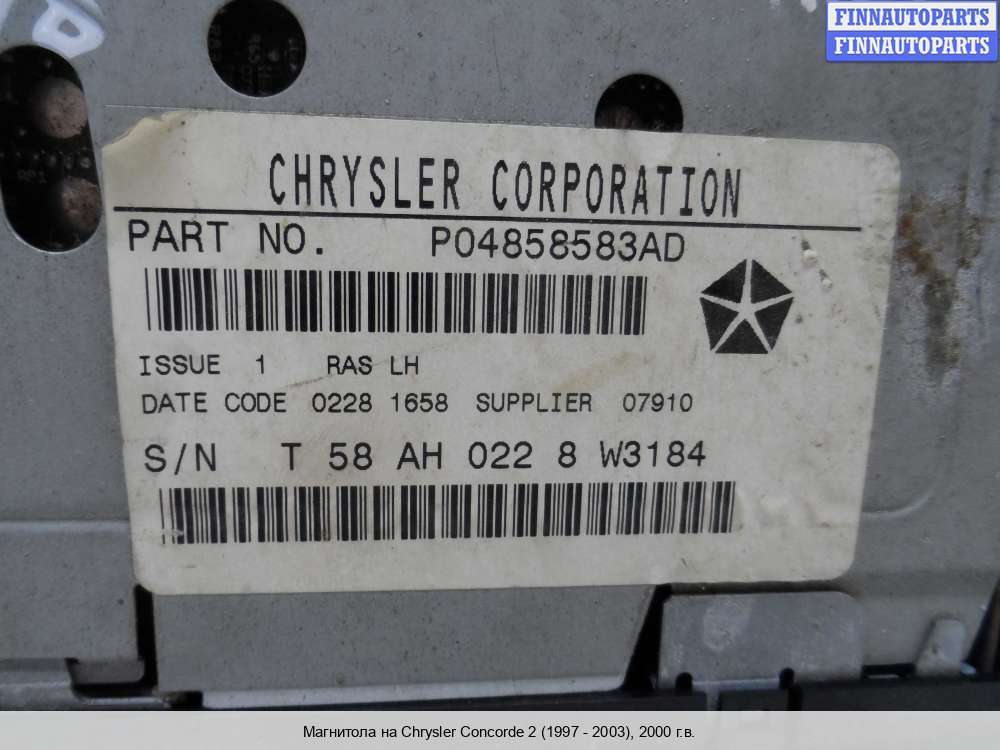 FINNAUTOPARTS
FINNAUTOPARTS
CHRYSLER CORPORATION
PART NO. P04858583AD
ISSUE 1 RAS LH
DATE CODE 0228 1658 SUPPLIER 07910
S/N T 58 AH 022 8 W3184
Магнитола на Chrysler Concorde 2 (1997 - 2003), 2000 г.в.